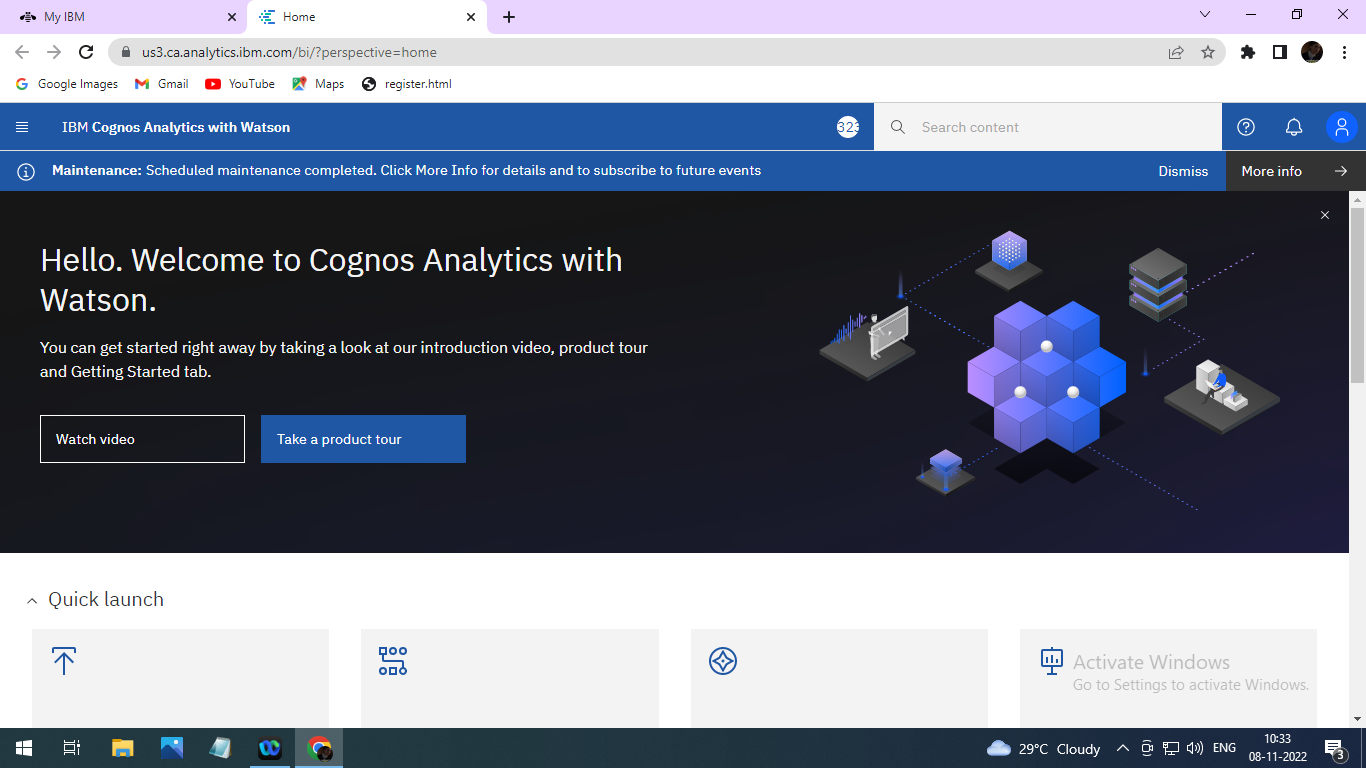 My IBM
Home
us3.ca.analytics.ibm.com/bi/?perspective=home
Google Images
Gmail
YouTube
Maps
register.html
IBM Cognos Analytics with Watson
323
Search content
Maintenance: Scheduled maintenance completed. Click More Info for details and to subscribe to future events
Dismiss
More info
Hello. Welcome to Cognos Analytics with
Watson.
You can get started right away by taking a look at our introduction video, product tour
and Getting Started tab.
Watch video
Take a product tour
Quick launch
Activate Windows
Go to Settings to activate Windows.
29°C Cloudy
ENG
10:33
08-11-2022
3